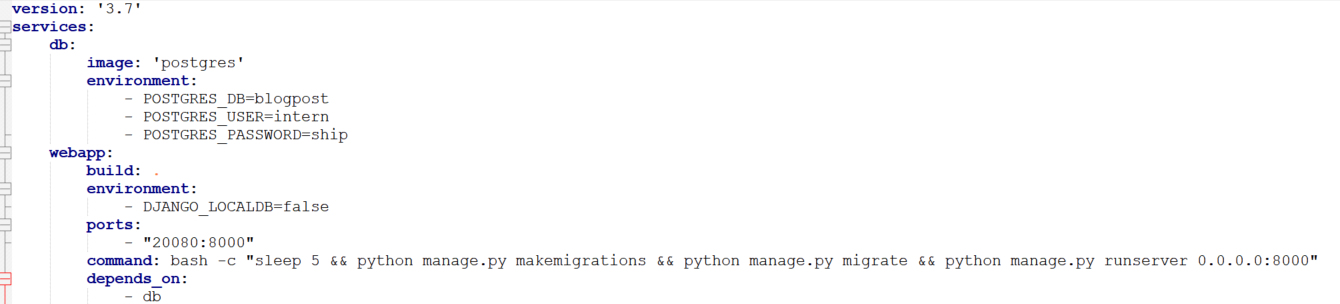 version: '3.7'
services:
    db:
        image: 'postgres'
        environment:
            - POSTGRES_DB=blogpost
            - POSTGRES_USER=intern
            - POSTGRES_PASSWORD=ship
    webapp:
        build: .
        environment:
            - DJANGO_LOCALDB=false
        ports:
            - "20080:8000"
        command: bash -c "sleep 5 && python manage.py makemigrations && python manage.py migrate && python manage.py runserver 0.0.0.0:8000"
        depends_on:
            - db